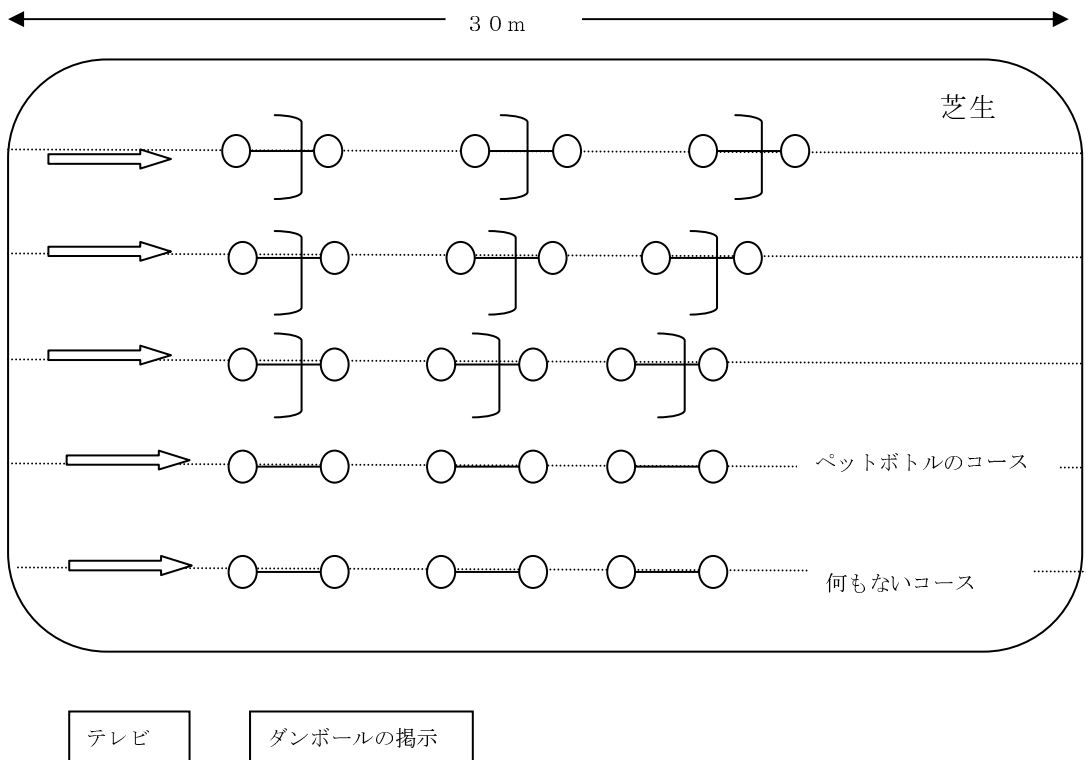 ３０ｍ
芝生
ペットボトルのコース
何もないコース
テレビ
ダンボールの掲示